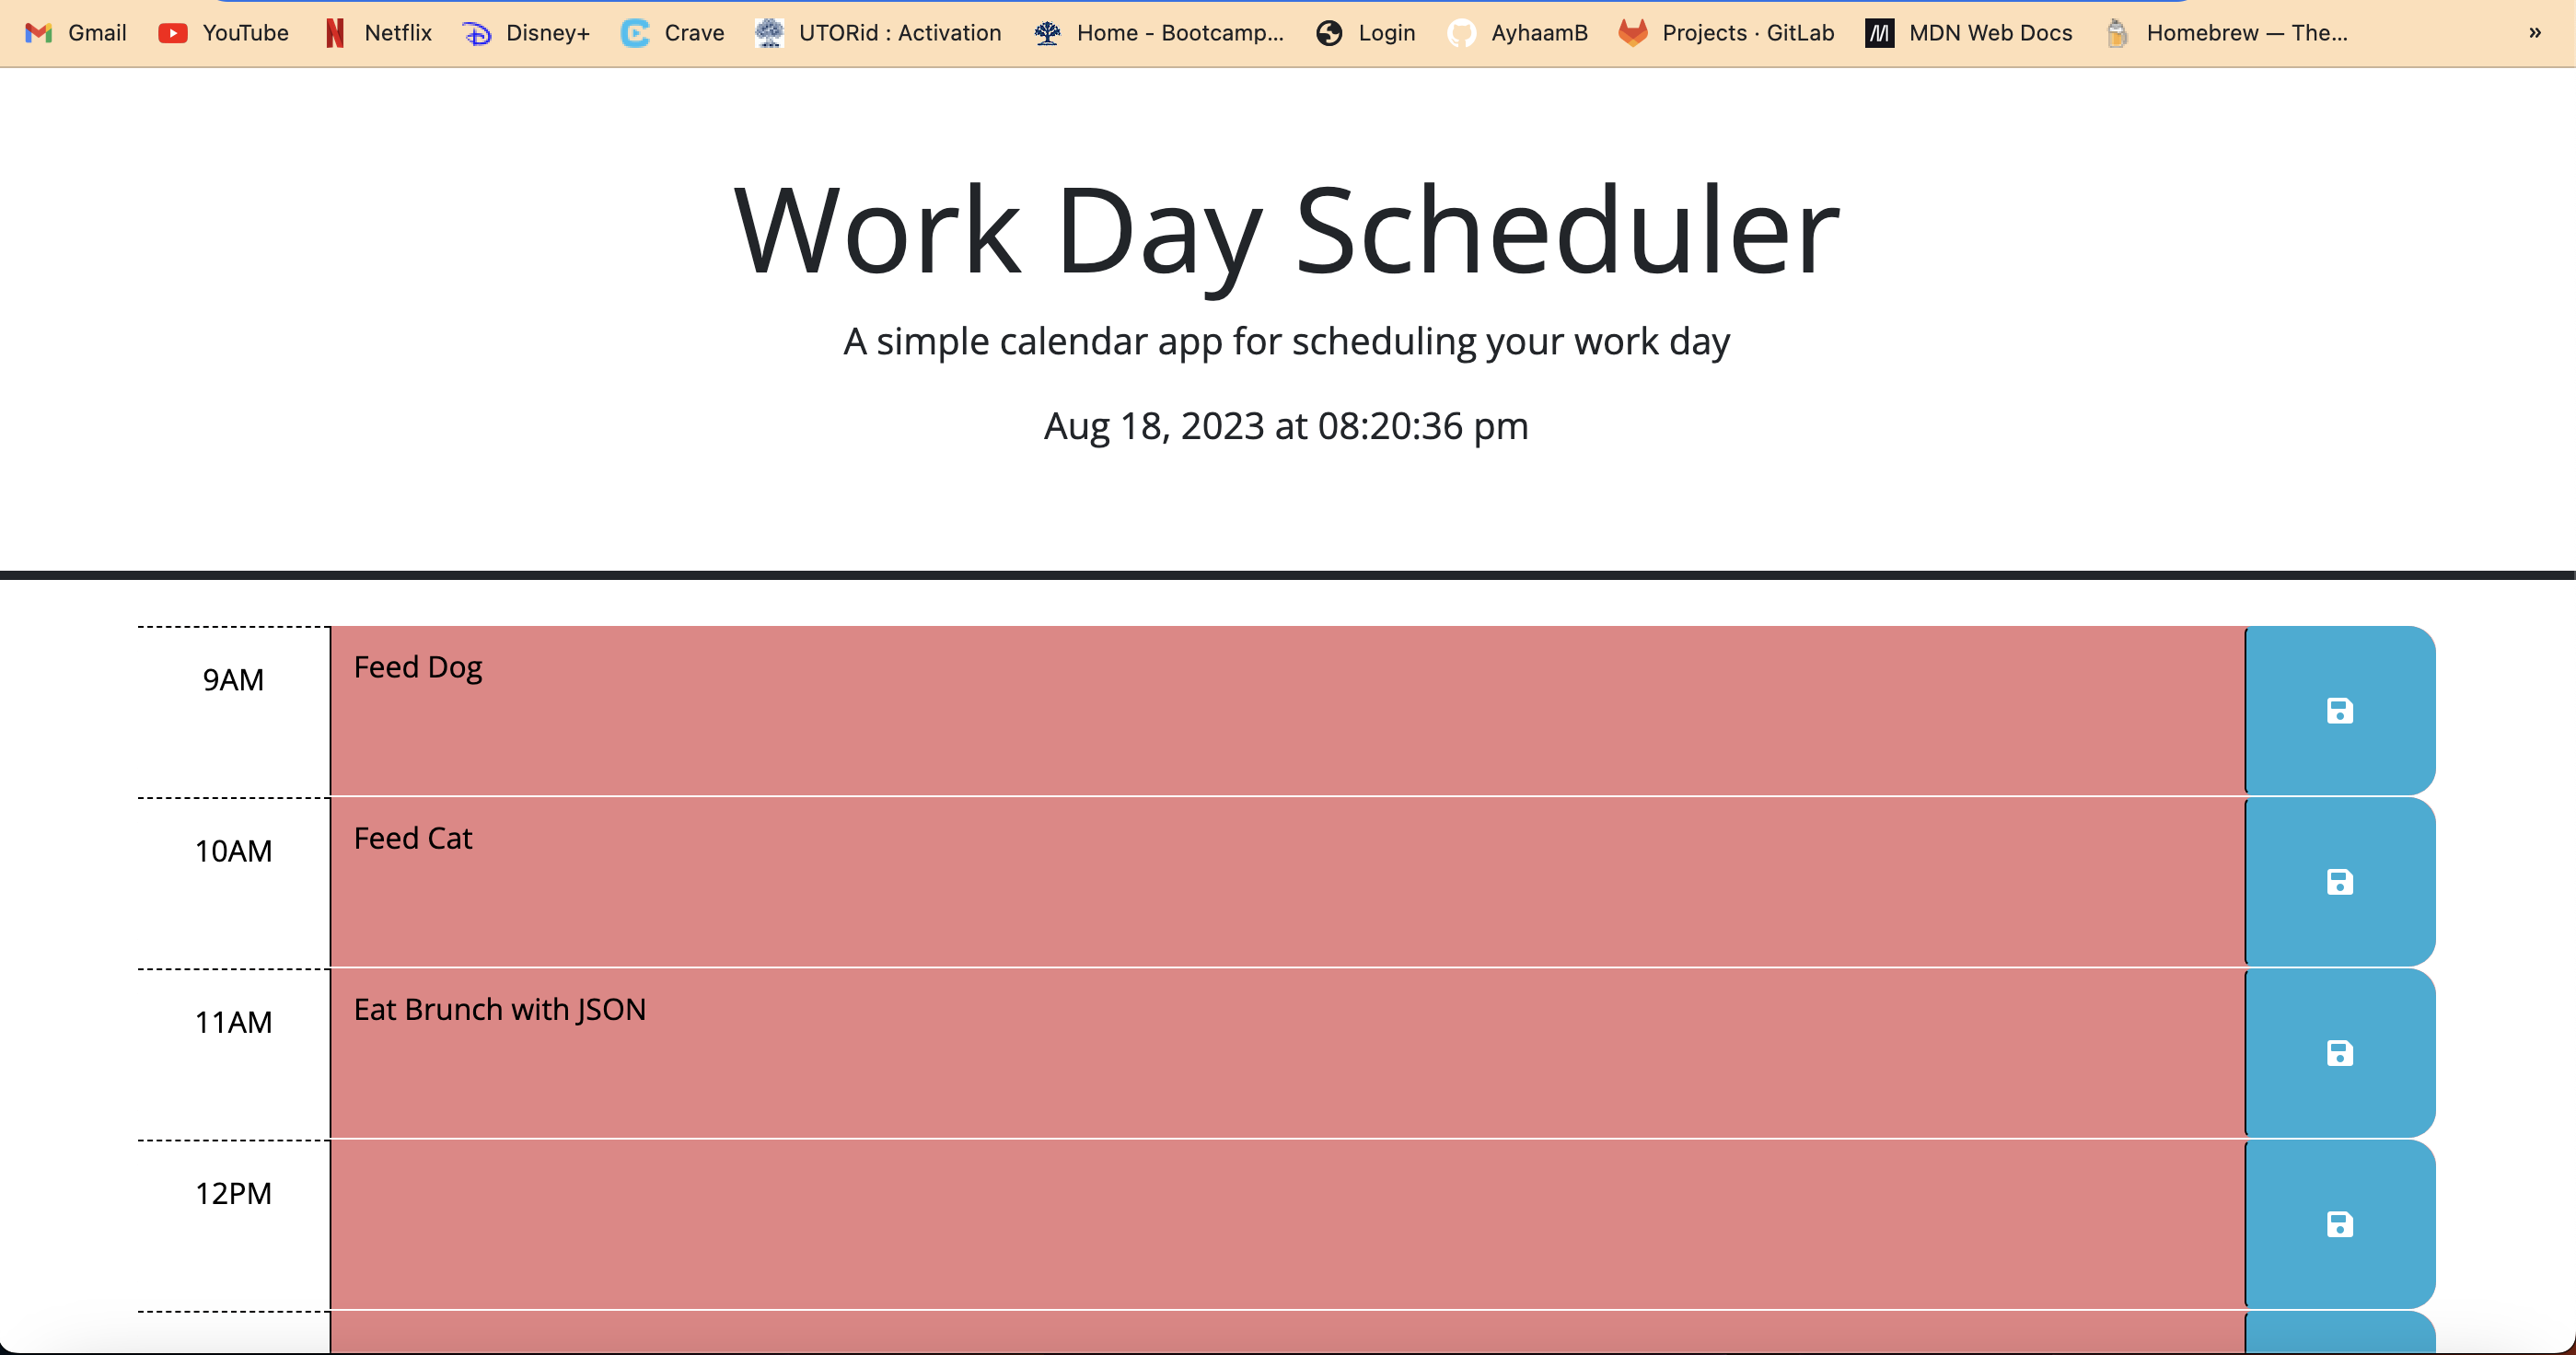 Gmail YouTube Netflix Disney+ Crave UTORid : Activation Home - Bootcamp... Login AyhaamB Projects · GitLab MDN Web Docs Homebrew — The... »
Work Day Scheduler
A simple calendar app for scheduling your work day
Aug 18, 2023 at 08:20:36 pm
9AM Feed Dog
10AM Feed Cat
11AM Eat Brunch with JSON
12PM